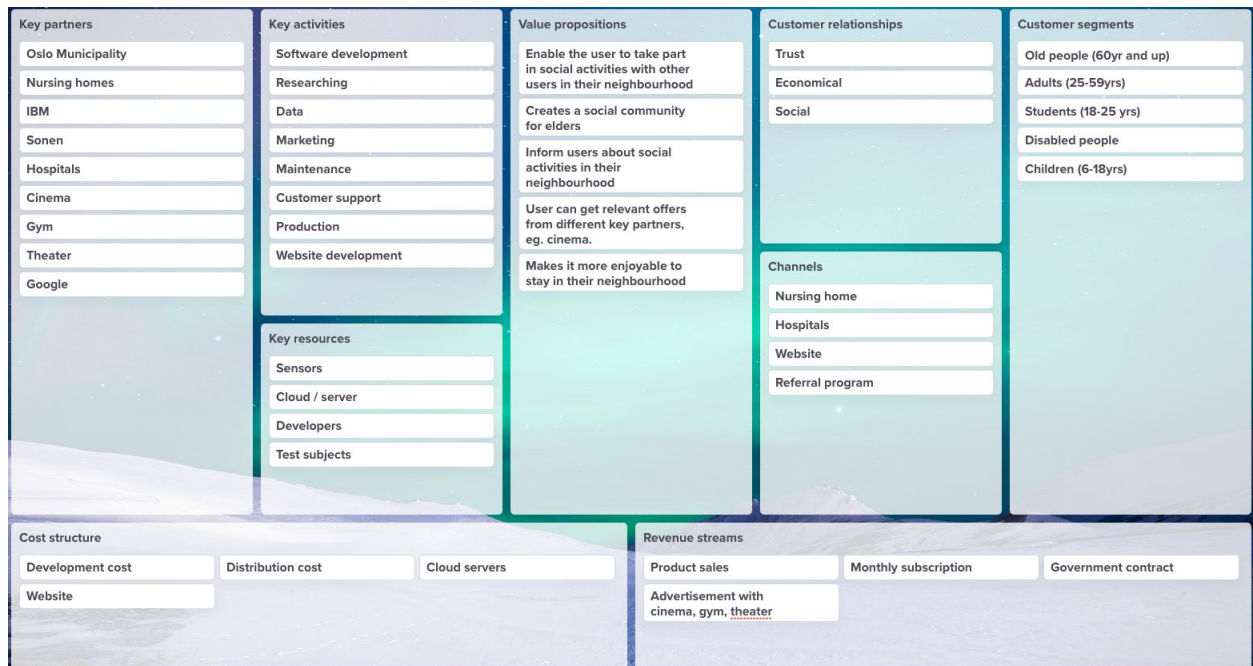 Key partners
Oslo Municipality
Nursing homes
IBM
Sonen
Hospitals
Cinema
Gym
Theater
Google
Key activities
Software development
Researching
Data
Marketing
Maintenance
Customer support
Production
Website development
Key resources
Sensors
Cloud / server
Developers
Test subjects
Value propositions
Enable the user to take part
in social activities with other
users in their neighbourhood
Creates a social community
for elders
Inform users about social
activities in their
neighbourhood
User can get relevant offers
from different key partners,
eg. cinema.
Makes it more enjoyable to
stay in their neighbourhood
Customer relationships
Trust
Economical
Social
Channels
Nursing home
Hospitals
Website
Referral program
Customer segments
Old people (60yr and up)
Adults (25-59yrs)
Students (18-25 yrs)
Disabled people
Children (6-18yrs)
Cost structure
Development cost
Distribution cost
Cloud servers
Website
Revenue streams
Product sales
Monthly subscription
Government contract
Advertisement with
cinema, gym, theater